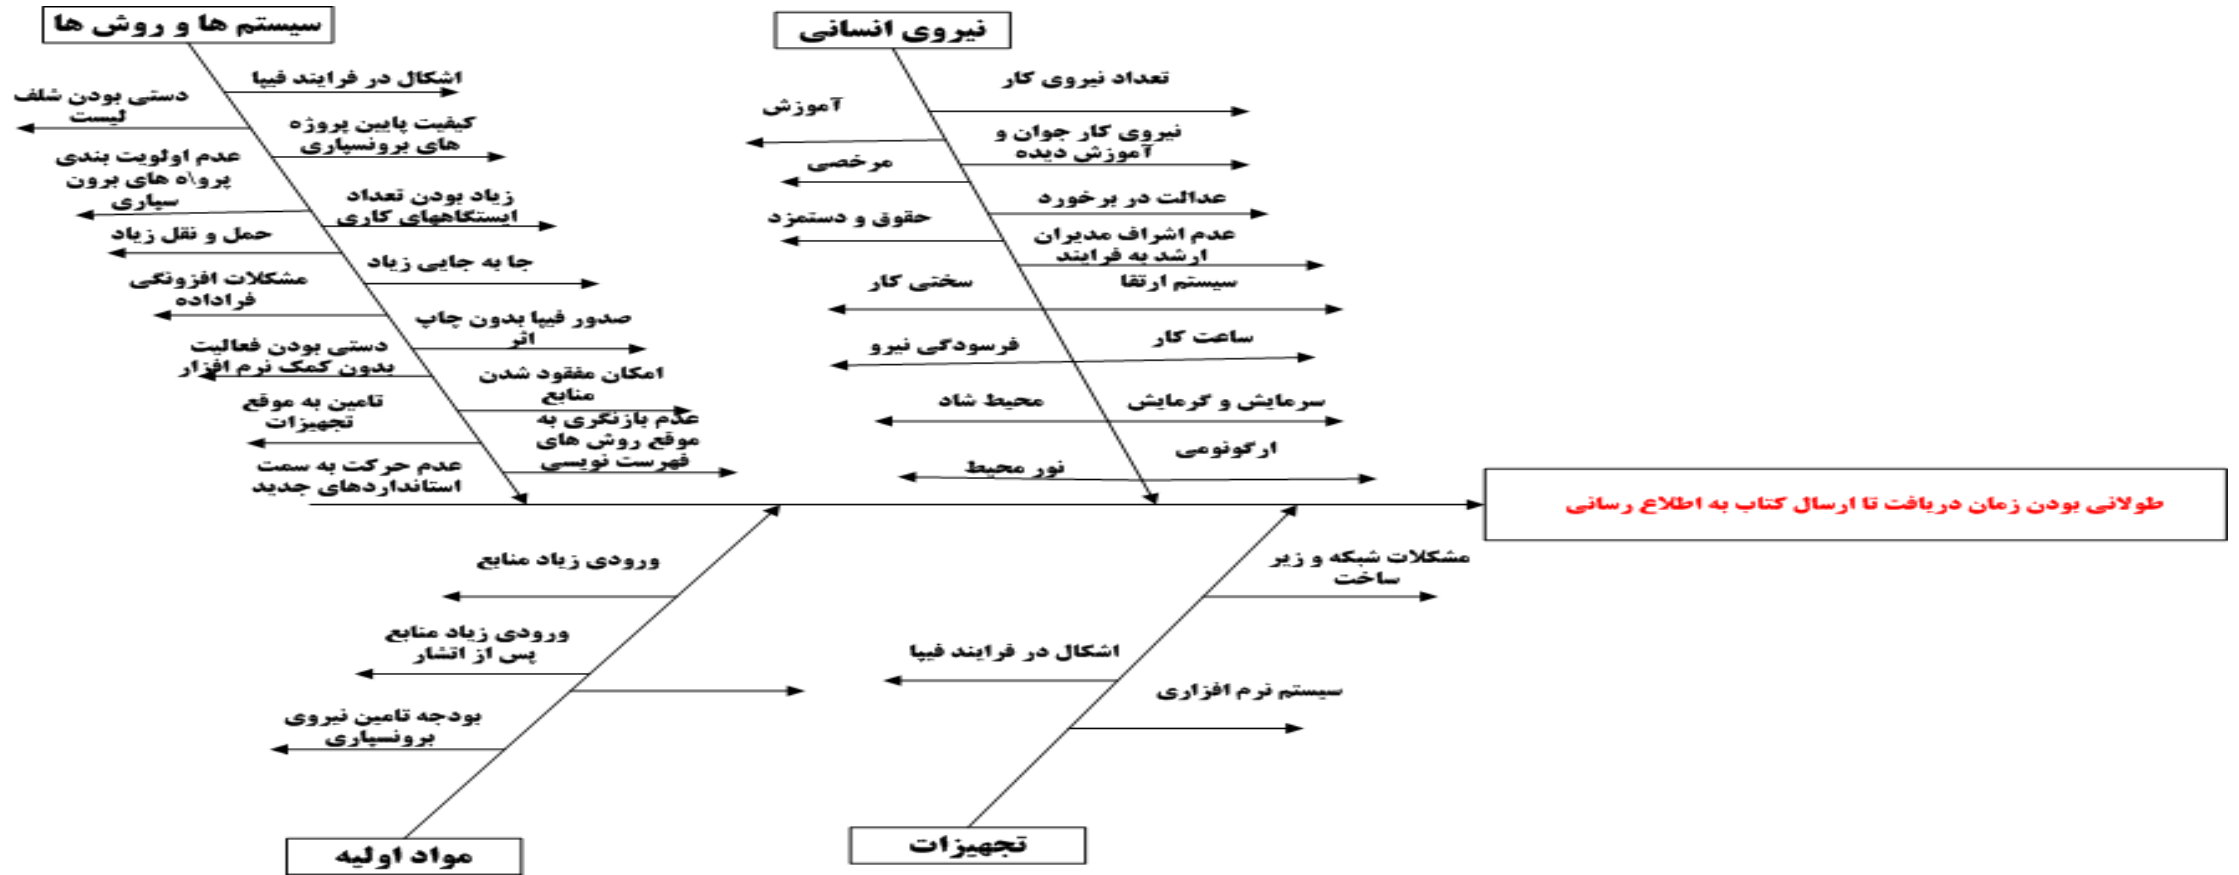 سیستم ها و روش ها
اشکال در فرایند فیپا
دستی بودن شلف
لیست
کیفیت پایین پروژه
های برونسپاری
عدم اولویت بندی
پرو\ه های برون
سپاری
زیاد بودن تعداد
ایستگاههای کاری
حمل و نقل زیاد
جا به جایی زیاد
مشکلات افزونگی
فراداده
صدور فیپا بدون چاپ
اثر
دستی بودن فعالیت
بدون کمک نرم افزار
امکان مفقود شدن
منابع
تامین به موقع
تجهیزات
عدم بازنگری به
موقع روش های
فهرست نویسی
عدم حرکت به سمت
استانداردهای جدید
نیروی انسانی
تعداد نیروی کار
آموزش
نیروی کار جوان و
آموزش دیده
مرخصی
عدالت در برخورد
حقوق و دستمزد
عدم اشراف مدیران
ارشد به فرایند
سیستم ارتقا
سختی کار
ساعت کار
فرسودگی نیرو
سرمایش و گرمایش
محیط شاد
ارگونومی
نور محیط
طولانی بودن زمان دریافت تا ارسال کتاب به اطلاع رسانی
ورودی زیاد منابع
ورودی زیاد منابع
پس از اتشار
بودجه تامین نیروی
برونسپاری
مواد اولیه
مشکلات شبکه و زیر
ساخت
اشکال در فرایند فیپا
سیستم نرم افزاری
تجهیزات